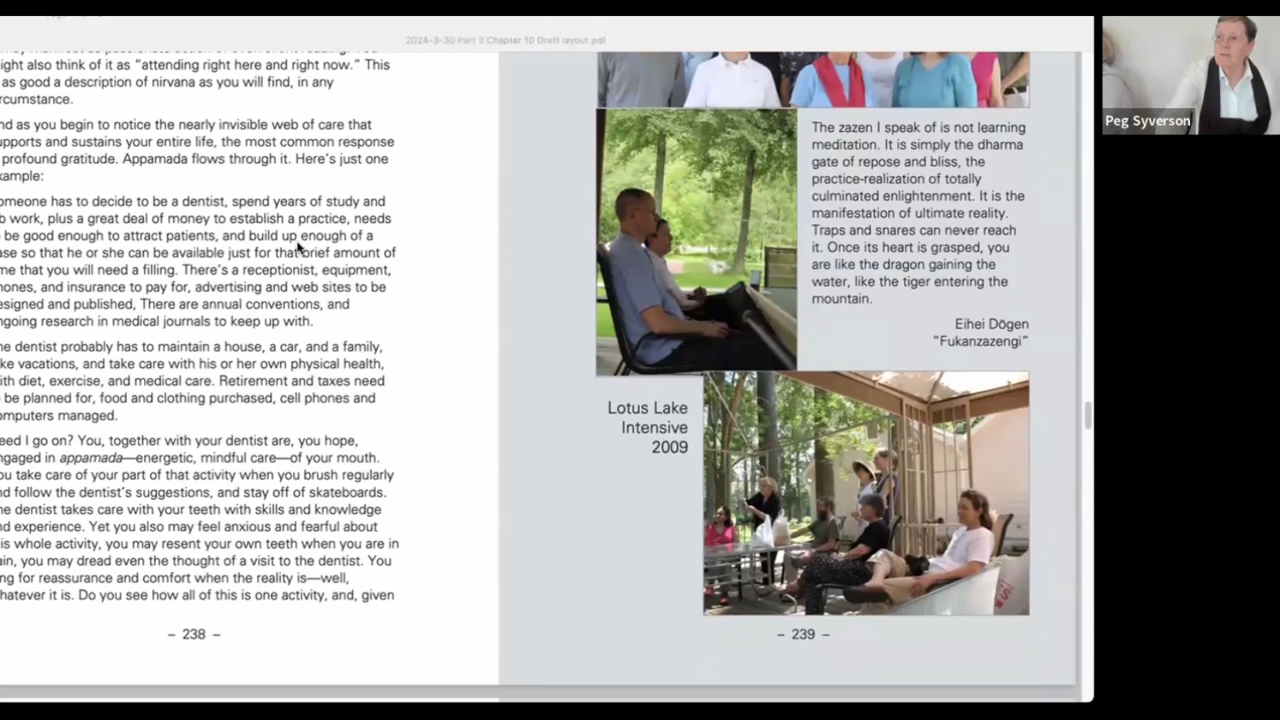 2024-3-30 Part 3 Chapter 10 Draft layout.pdf
ight also think of it as “attending right here and right now.” This
as good a description of nirvana as you will find, in any
rcumstance.
nd as you begin to notice the nearly invisible web of care that
upports and sustains your entire life, the most common response
profound gratitude. Appamada flows through it. Here’s just one
xample:
omeone has to decide to be a dentist, spend years of study and
b work, plus a great deal of money to establish a practice, needs
be good enough to attract patients, and build up enough of a
ase so that he or she can be available just for that brief amount of
me that you will need a filling. There’s a receptionist, equipment,
hones, and insurance to pay for, advertising and web sites to be
esigned and published, There are annual conventions, and
ngoing research in medical journals to keep up with.
he dentist probably has to maintain a house, a car, and a family,
ke vacations, and take care with his or her own physical health,
ith diet, exercise, and medical care. Retirement and taxes need
be planned for, food and clothing purchased, cell phones and
omputers managed.
eed I go on? You, together with your dentist are, you hope,
ngaged in appamada—energetic, mindful care—of your mouth.
ou take care of your part of that activity when you brush regularly
nd follow the dentist’s suggestions, and stay off of skateboards.
he dentist takes care with your teeth with skills and knowledge
nd experience. Yet you also may feel anxious and fearful about
is whole activity, you may resent your own teeth when you are in
ain, you may dread even the thought of a visit to the dentist. You
ng for reassurance and comfort when the reality is—well,
hatever it is. Do you see how all of this is one activity, and, given
– 238 –
The zazen I speak of is not learning
meditation. It is simply the dharma
gate of repose and bliss, the
practice-realization of totally
culminated enlightenment. It is the
manifestation of ultimate reality.
Traps and snares can never reach
it. Once its heart is grasped, you
are like the dragon gaining the
water, like the tiger entering the
mountain.
Eihei Dōgen
“Fukanzazengi”
Lotus Lake
Intensive
2009
– 239 –
Peg Syverson